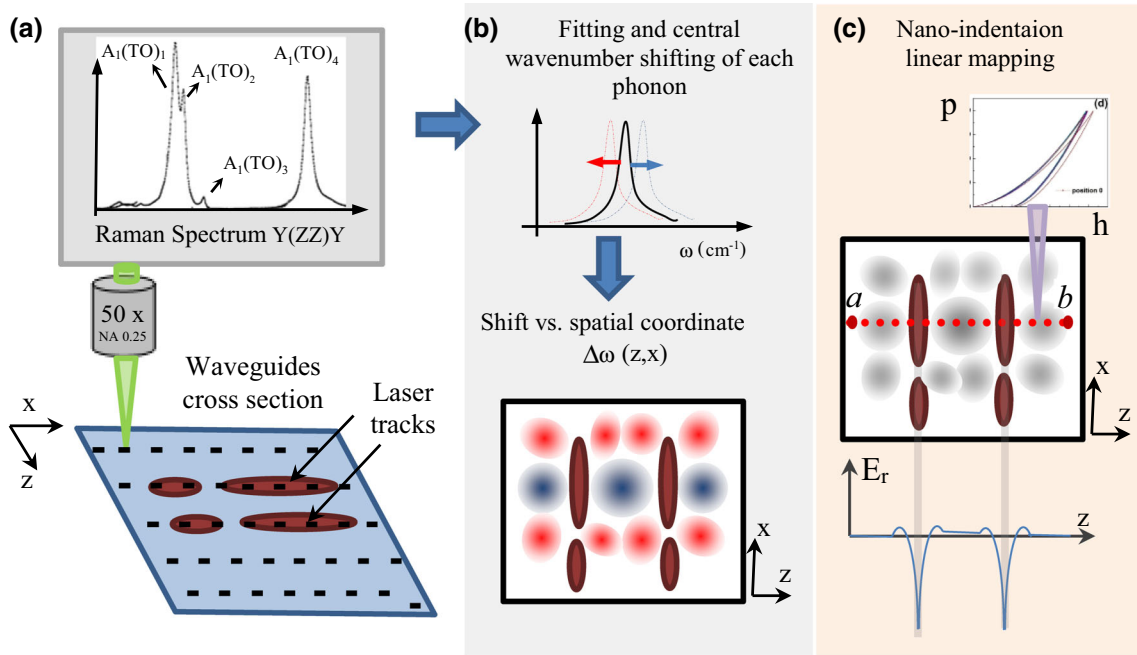 (a)
A₁(TO)₁
A₁(TO)₂
A₁(TO)₄
A₁(TO)₃
Raman Spectrum Y(ZZ)Y
50 x
NA 0.25
Waveguides
cross section
Laser
tracks
x
z
(b)
Fitting and central
wavenumber shifting of each
phonon
ω (cm⁻¹)
Shift vs. spatial coordinate
Δω (z,x)
x
z
(c)
Nano-indentaion
linear mapping
p
(d)
position 0
h
a
b
x
z
Eᵣ
z